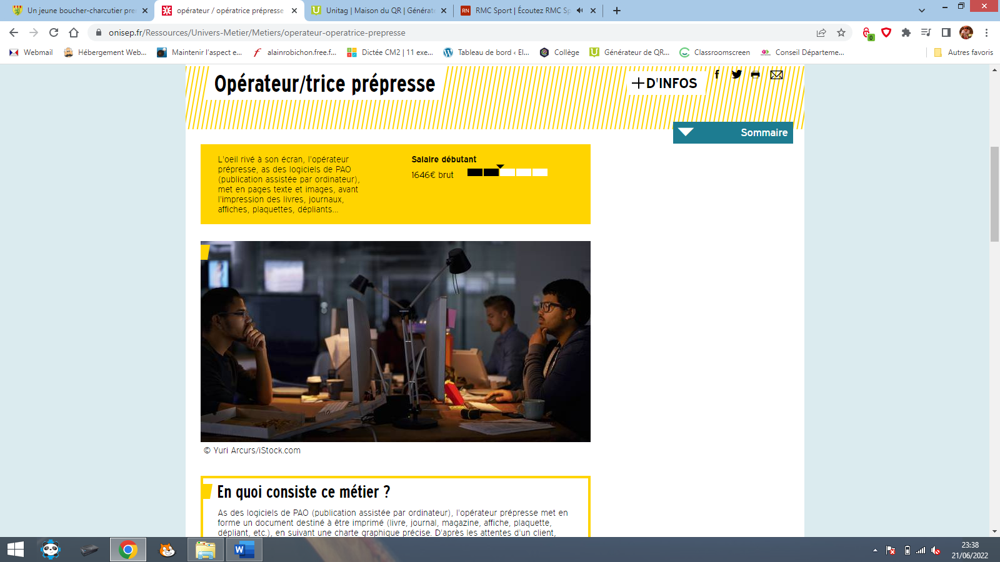 Un jeune boucher-charcutier pre
opérateur / opératrice prépresse
Unitag | Maison du QR | Générat
RMC Sport | Écoutez RMC Sp
onisep.fr/Ressources/Univers-Metier/Metiers/operateur-operatrice-prepresse
0
Webmail
Hébergement Web...
Maintenir l'aspect e...
alainrobichon.free.f...
Dictée CM2 | 11 exe...
Tableau de bord ‹ El...
Collège
Générateur de QR...
Classroomscreen
Conseil Départeme...
Autres favoris
Opérateur/trice prépresse
+D'INFOS
Sommaire
L'oeil rivé à son écran, l'opérateur
prépresse, as des logiciels de PAO
(publication assistée par ordinateur),
met en pages texte et images, avant
l'impression des livres, journaux,
affiches, plaquettes, dépliants...
Salaire débutant
1646€ brut
© Yuri Arcurs/iStock.com
En quoi consiste ce métier ?
As des logiciels de PAO (publication assistée par ordinateur), l'opérateur prépresse met en
forme un document destiné à être imprimé (livre, journal, magazine, affiche, plaquette,
dépliant, etc.), en suivant une charte graphique précise. D'après les attentes d'un client,
23:38
21/06/2022